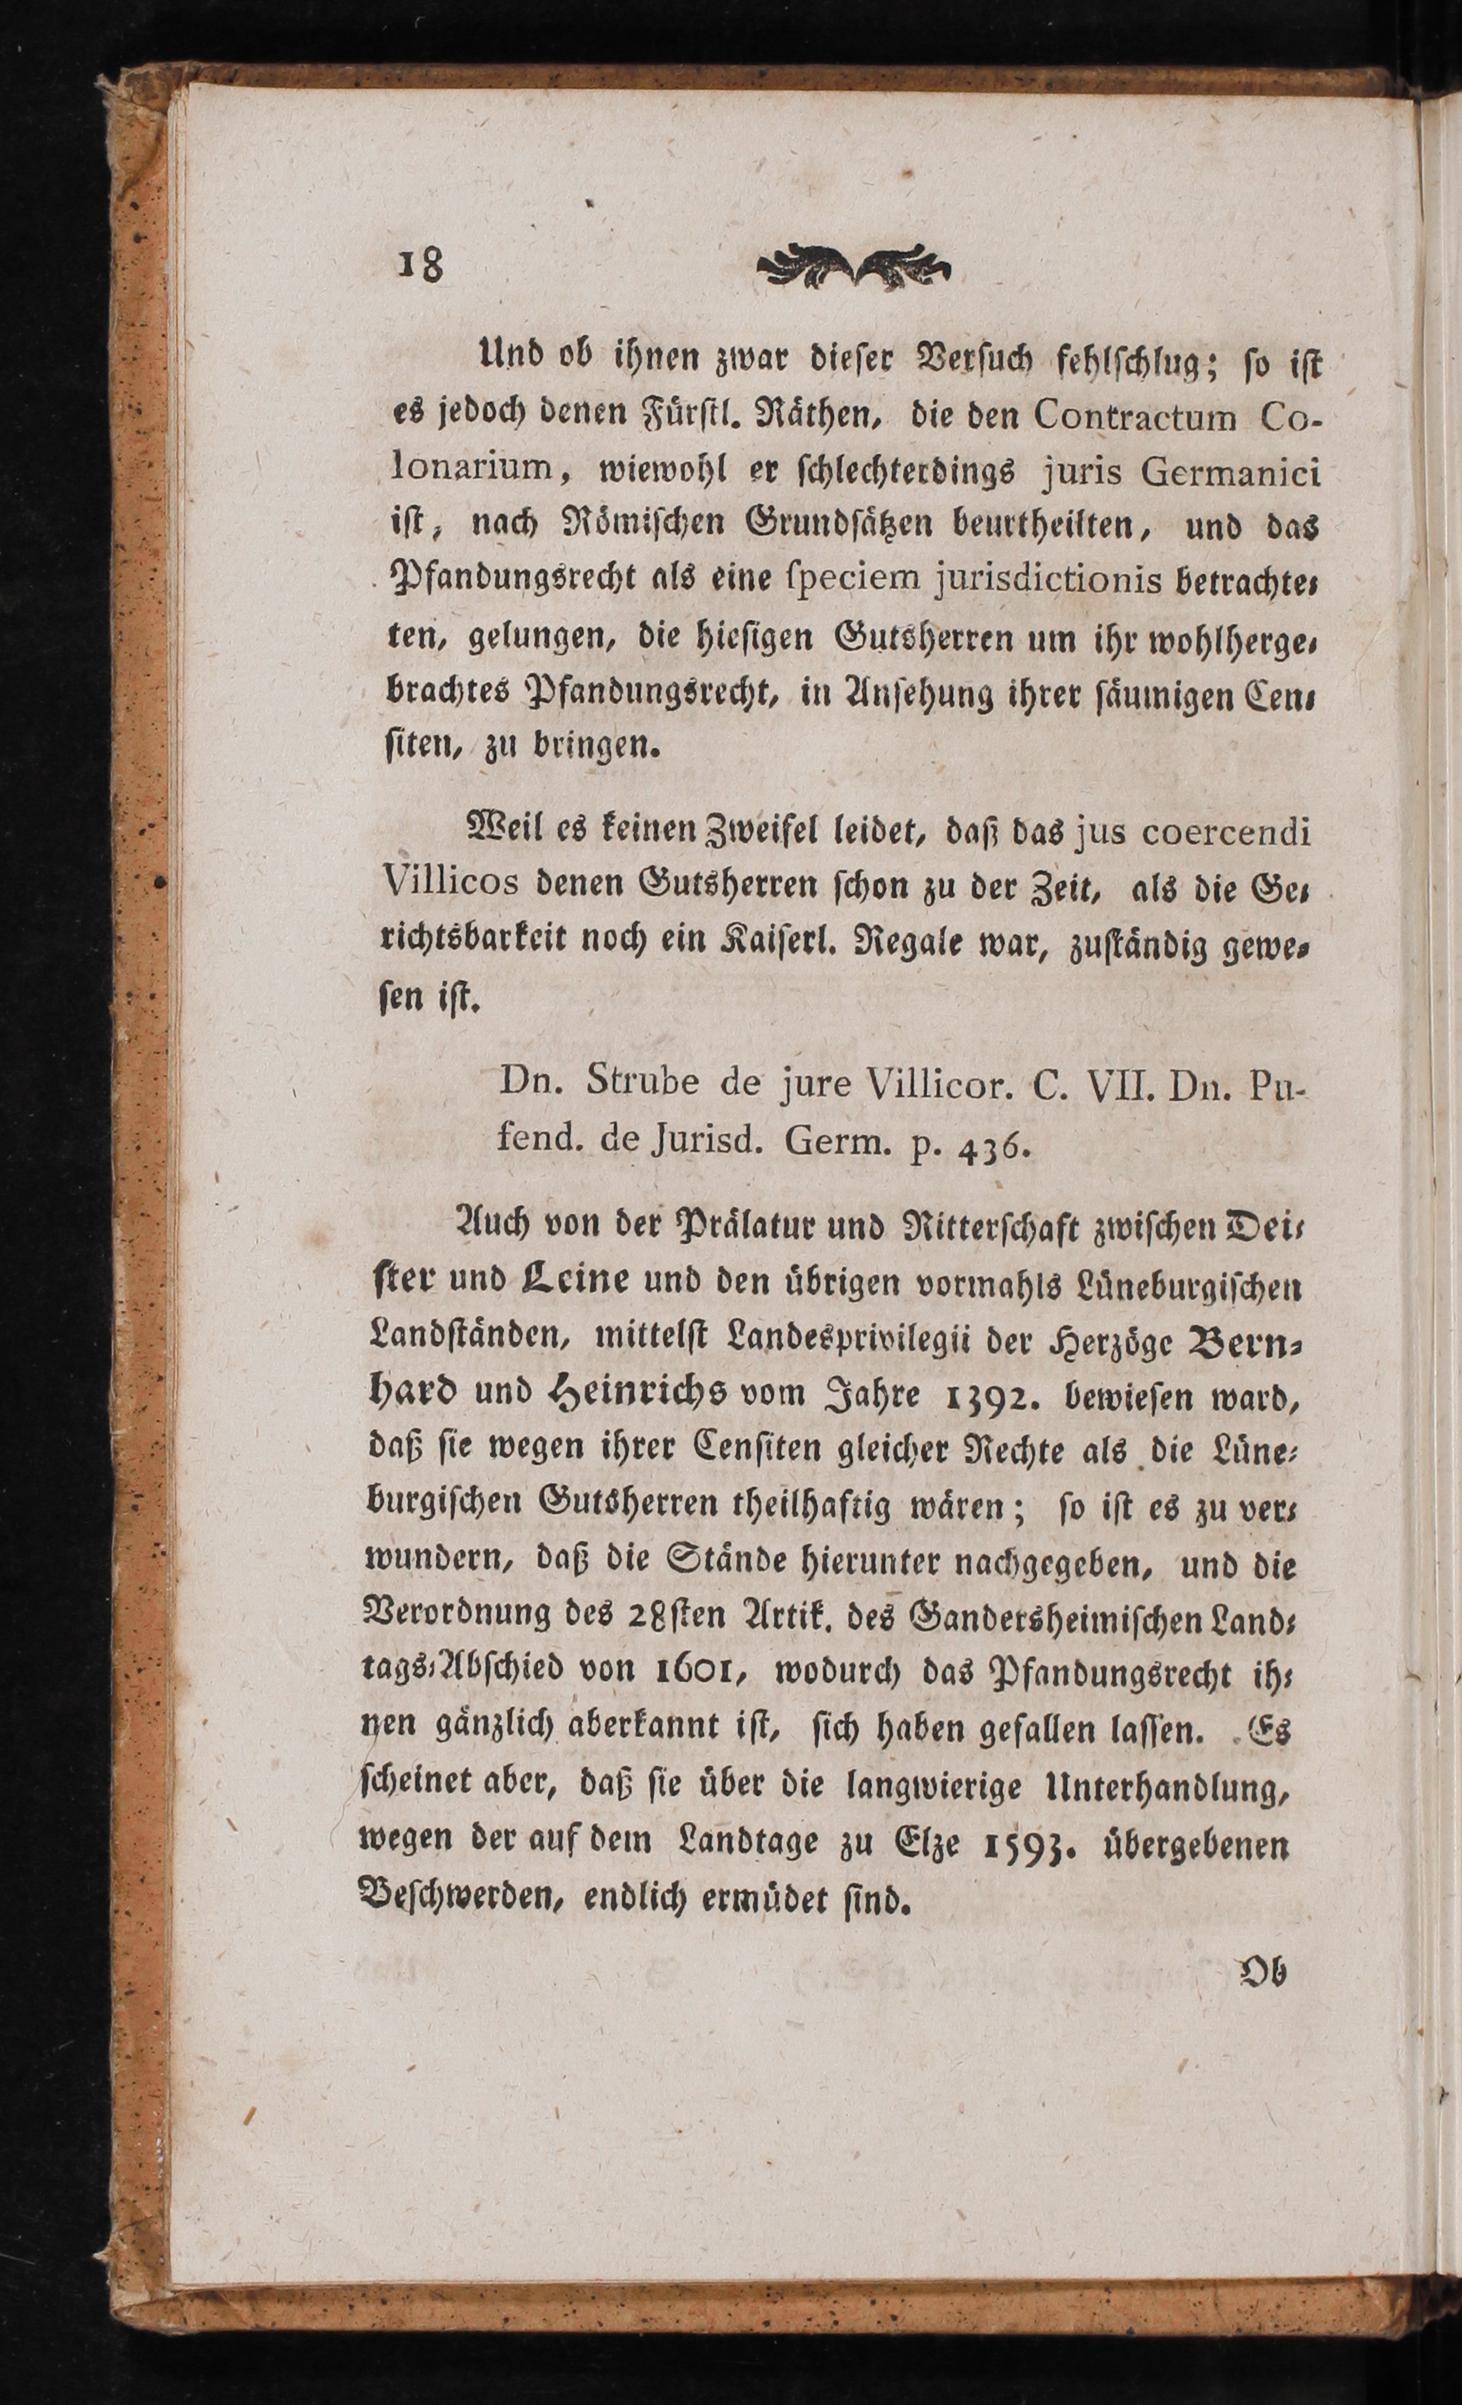 18
Und ob ihnen zwar dieſer Verſuch fehlſchlug; ſo iſt
es jedoch denen Fürſtl. Räthen, die den Contractum Co-
lonarium, wiewohl er ſchlechterdings juris Germanici
iſt, nach Römiſchen Grundſätzen beurtheilten, und das
Pfandungsrecht als eine ſpeciem jurisdictionis betrachte-
ten, gelungen, die hieſigen Gutsherren um ihr wohlherge-
brachtes Pfandungsrecht, in Anſehung ihrer ſäumigen Cen-
ſiten, zu bringen.
Weil es keinen Zweifel leidet, daß das jus coercendi
Villicos denen Gutsherren ſchon zu der Zeit, als die Ge-
richtsbarkeit noch ein Kaiſerl. Regale war, zuſtändig gewe-
ſen iſt.
Dn. Strube de jure Villicor. C. VII. Dn. Pu-
fend. de Jurisd. Germ. p. 436.
Auch von der Prälatur und Ritterſchaft zwiſchen Dei-
ſter und Leine und den übrigen vormahls Lüneburgiſchen
Landſtänden, mittelſt Landesprivilegii der Herzöge Bern-
hard und Heinrichs vom Jahre 1392. bewieſen ward,
daß ſie wegen ihrer Cenſiten gleicher Rechte als die Lüne-
burgiſchen Gutsherren theilhaftig wären; ſo iſt es zu ver-
wundern, daß die Stände hierunter nachgegeben, und die
Verordnung des 28ſten Artik. des Gandersheimiſchen Land-
tags-Abſchied von 1601, wodurch das Pfandungsrecht ih-
nen gänzlich aberkannt iſt, ſich haben gefallen laſſen. Es
ſcheinet aber, daß ſie über die langwierige Unterhandlung,
wegen der auf dem Landtage zu Elze 1593. übergebenen
Beſchwerden, endlich ermüdet ſind.
Ob